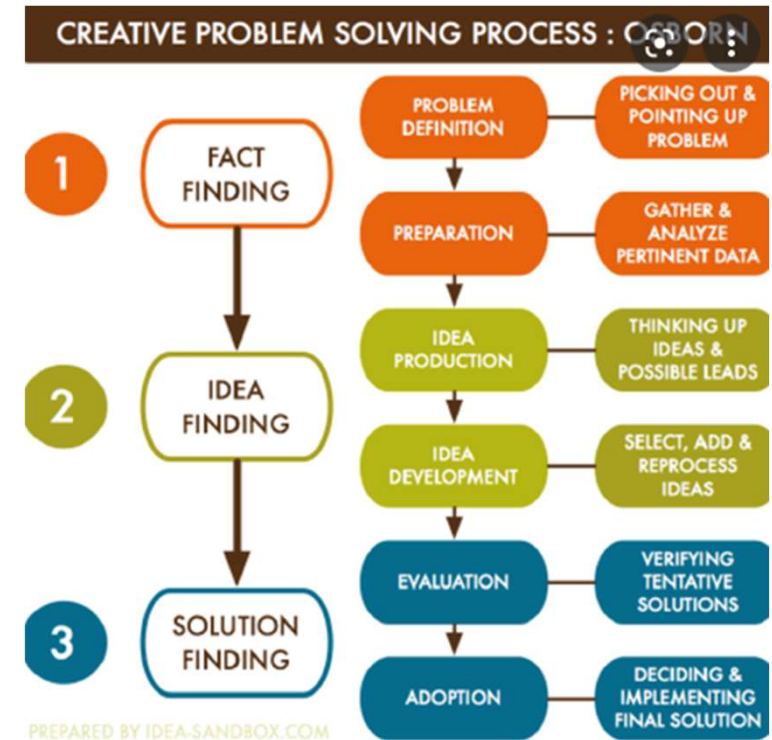 CREATIVE PROBLEM SOLVING PROCESS : OSBORN
1
FACT
FINDING
PROBLEM
DEFINITION
PICKING OUT &
POINTING UP
PROBLEM
PREPARATION
GATHER &
ANALYZE
PERTINENT DATA
2
IDEA
FINDING
IDEA
PRODUCTION
THINKING UP
IDEAS &
POSSIBLE LEADS
IDEA
DEVELOPMENT
SELECT, ADD &
REPROCESS
IDEAS
3
SOLUTION
FINDING
EVALUATION
VERIFYING
TENTATIVE
SOLUTIONS
ADOPTION
DECIDING &
IMPLEMENTING
FINAL SOLUTION
PREPARED BY IDEA-SANDBOX.COM